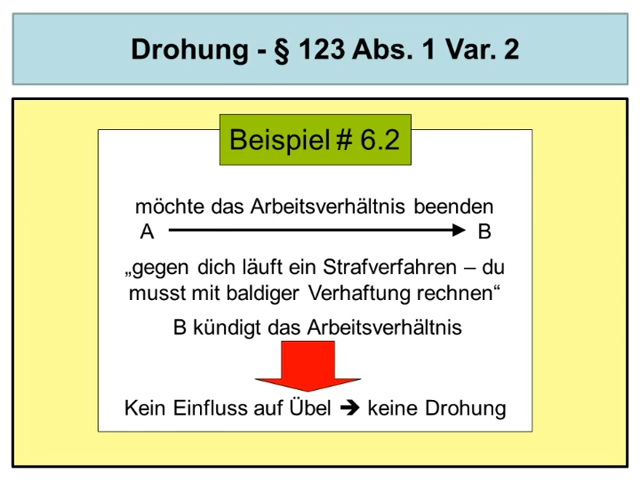 Drohung - § 123 Abs. 1 Var. 2
Beispiel # 6.2
möchte das Arbeitsverhältnis beenden
A B
„gegen dich läuft ein Strafverfahren – du
musst mit baldiger Verhaftung rechnen“
B kündigt das Arbeitsverhältnis
Kein Einfluss auf Übel ➔ keine Drohung